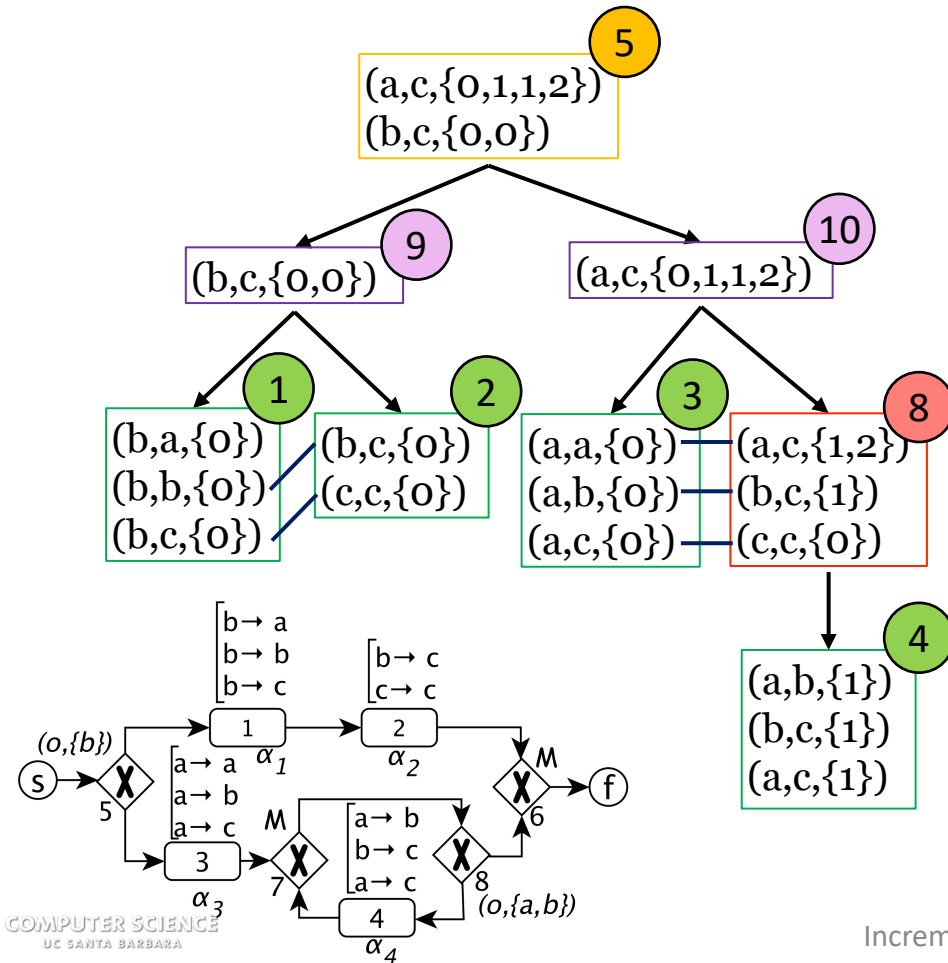 5
(a,c,{0,1,1,2})
(b,c,{0,0})
9
(b,c,{0,0})
10
(a,c,{0,1,1,2})
1
(b,a,{0})
(b,b,{0})
(b,c,{0})
2
(b,c,{0})
(c,c,{0})
3
(a,a,{0})
(a,b,{0})
(a,c,{0})
8
(a,c,{1,2})
(b,c,{1})
(c,c,{0})
4
(a,b,{1})
(b,c,{1})
(a,c,{1})
b→ a
b→ b
b→ c
b→ c
c→ c
(o,{b})
s
X
5
1
α1
2
α2
M
X
6
f
a→ a
a→ b
a→ c
3
α3
M
X
7
a→ b
b→ c
a→ c
X
8
(o,{a,b})
4
α4
COMPUTER SCIENCE
UC SANTA BARBARA
Increm